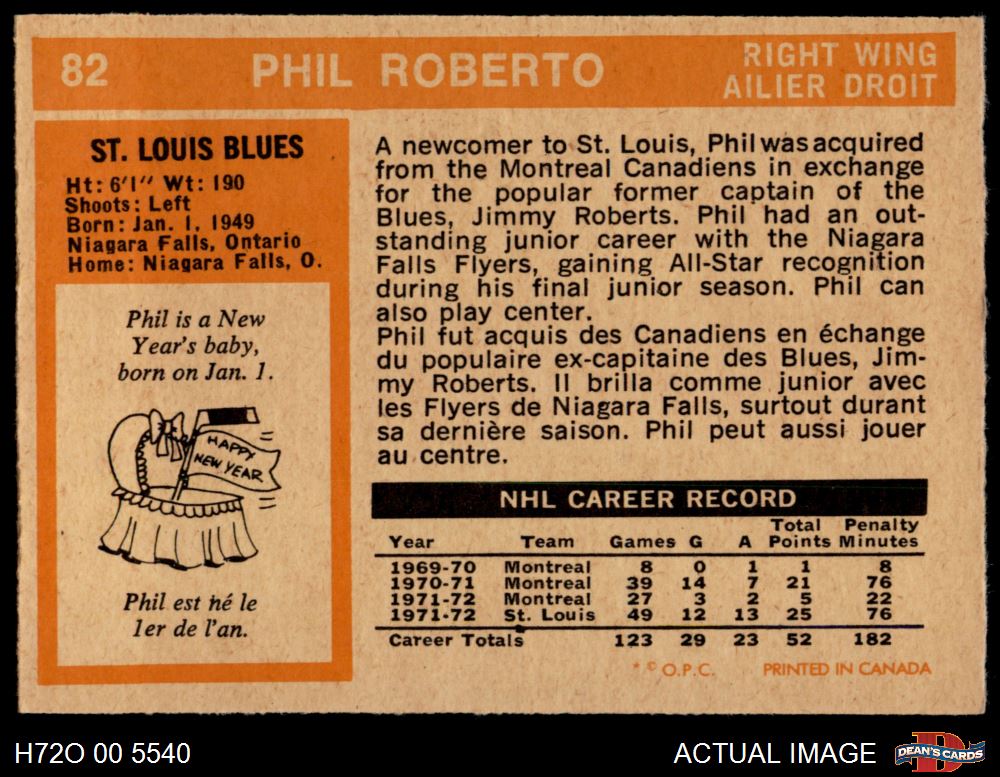 82 PHIL ROBERTO RIGHT WING
AILIER DROIT
ST. LOUIS BLUES
Ht: 6'1" Wt: 190
Shoots: Left
Born: Jan. 1, 1949
Niagara Falls, Ontario
Home: Niagara Falls, O.
Phil is a New
Year's baby,
born on Jan. 1.
HAPPY
NEW YEAR
Phil est né le
1er de l'an.
A newcomer to St. Louis, Phil was acquired
from the Montreal Canadiens in exchange
for the popular former captain of the
Blues, Jimmy Roberts. Phil had an out-
standing junior career with the Niagara
Falls Flyers, gaining All-Star recognition
during his final junior season. Phil can
also play center.
Phil fut acquis des Canadiens en échange
du populaire ex-capitaine des Blues, Jim-
my Roberts. Il brilla comme junior avec
les Flyers de Niagara Falls, surtout durant
sa dernière saison. Phil peut aussi jouer
au centre.
NHL CAREER RECORD
Total Penalty
Year Team Games G A Points Minutes
1969-70 Montreal 8 0 1 1 8
1970-71 Montreal 39 14 7 21 76
1971-72 Montreal 27 3 2 5 22
1971-72 St. Louis 49 12 13 25 76
Career Totals 123 29 23 52 182
* © O.P.C. PRINTED IN CANADA
H72O 00 5540 ACTUAL IMAGE DEAN'S CARDS